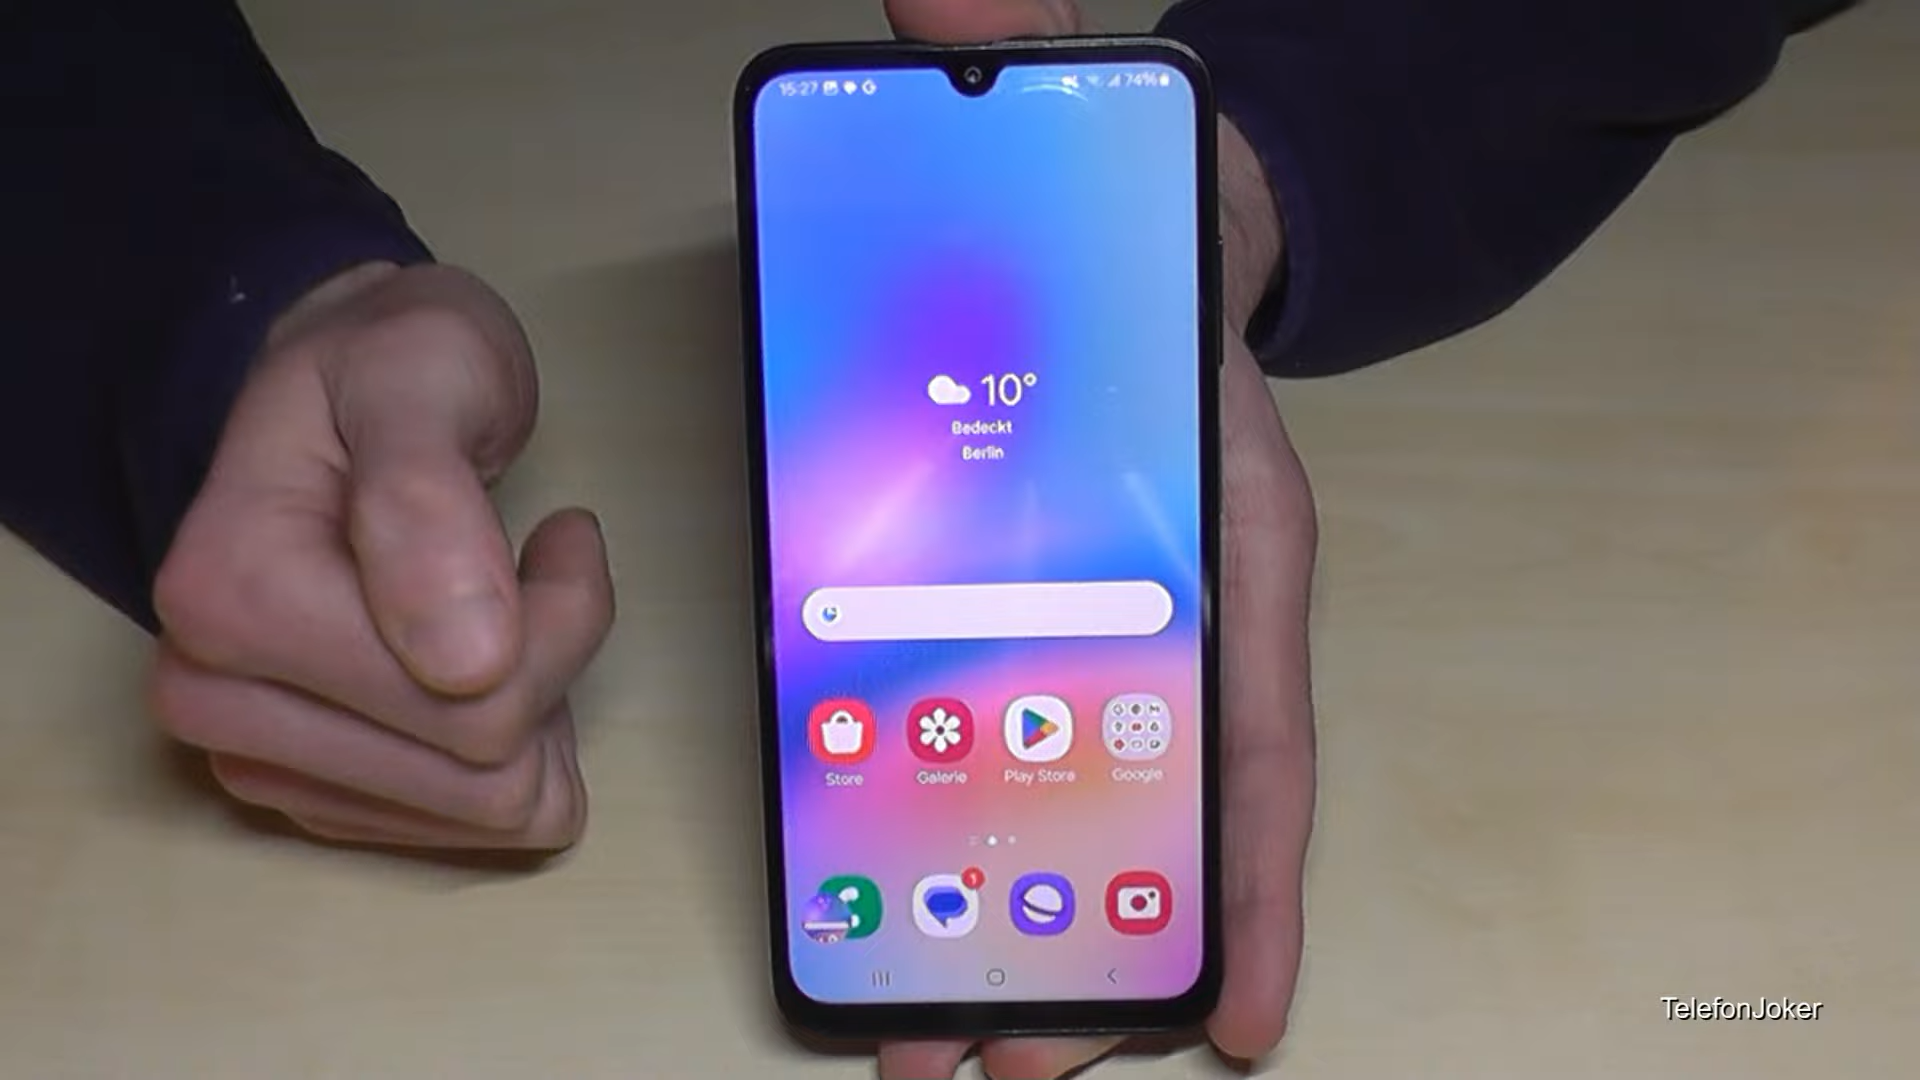 15:27 74%
10°
Bedeckt
Berlin
Store Galerie Play Store Google
1
TelefonJoker